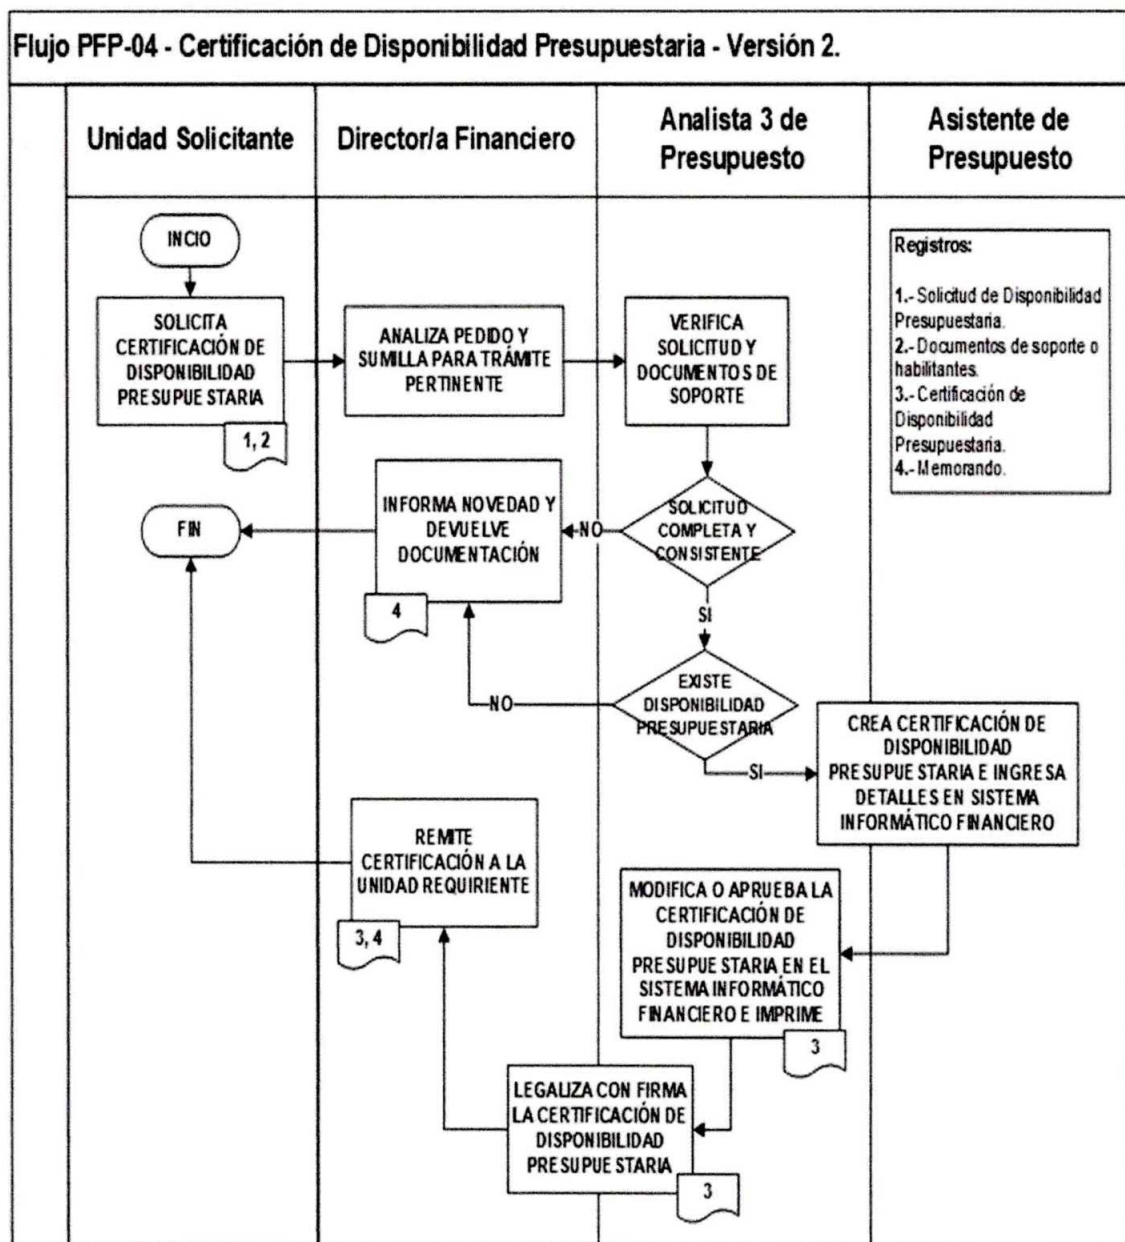 Flujo PFP-04 - Certificación de Disponibilidad Presupuestaria - Versión 2.
Unidad Solicitante
Director/a Financiero
Analista 3 de
Presupuesto
Asistente de
Presupuesto
INCIO
SOLICITA
CERTIFICACIÓN DE
DISPONIBILIDAD
PRESUPUESTARIA
1, 2
ANALIZA PEDIDO Y
SUMILLA PARA TRÁMITE
PERTINENTE
VERIFICA
SOLICITUD Y
DOCUMENTOS DE
SOPORTE
Registros:
1.- Solicitud de Disponibilidad
Presupuestaria.
2.- Documentos de soporte o
habilitantes.
3.- Certificación de
Disponibilidad
Presupuestaria.
4.- Memorando.
SOLICITUD
COMPLETA Y
CONSISTENTE
NO
INFORMA NOVEDAD Y
DEVUELVE
DOCUMENTACIÓN
4
FIN
SI
EXISTE
DISPONIBILIDAD
PRESUPUESTARIA
NO
SI
CREA CERTIFICACIÓN DE
DISPONIBILIDAD
PRESUPUESTARIA E INGRESA
DETALLES EN SISTEMA
INFORMÁTICO FINANCIERO
MODIFICA O APRUEBA LA
CERTIFICACIÓN DE
DISPONIBILIDAD
PRESUPUESTARIA EN EL
SISTEMA INFORMÁTICO
FINANCIERO E IMPRIME
3
REMITE
CERTIFICACIÓN A LA
UNIDAD REQUIRIENTE
3, 4
LEGALIZA CON FIRMA
LA CERTIFICACIÓN DE
DISPONIBILIDAD
PRESUPUESTARIA
3